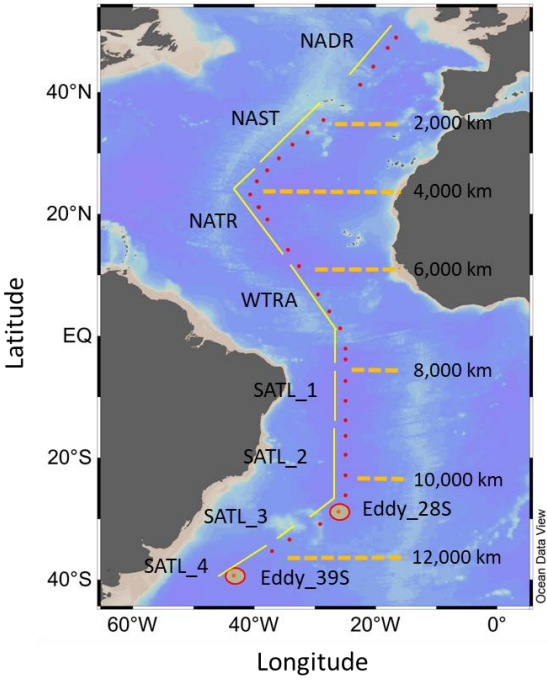 NADR
40°N
NAST
2,000 km
4,000 km
20°N
NATR
6,000 km
WTRA
EQ
8,000 km
SATL_1
20°S
SATL_2
10,000 km
SATL_3
Eddy_28S
12,000 km
SATL_4
40°S
Eddy_39S
60°W
40°W
20°W
0°
Latitude
Longitude
Ocean Data View